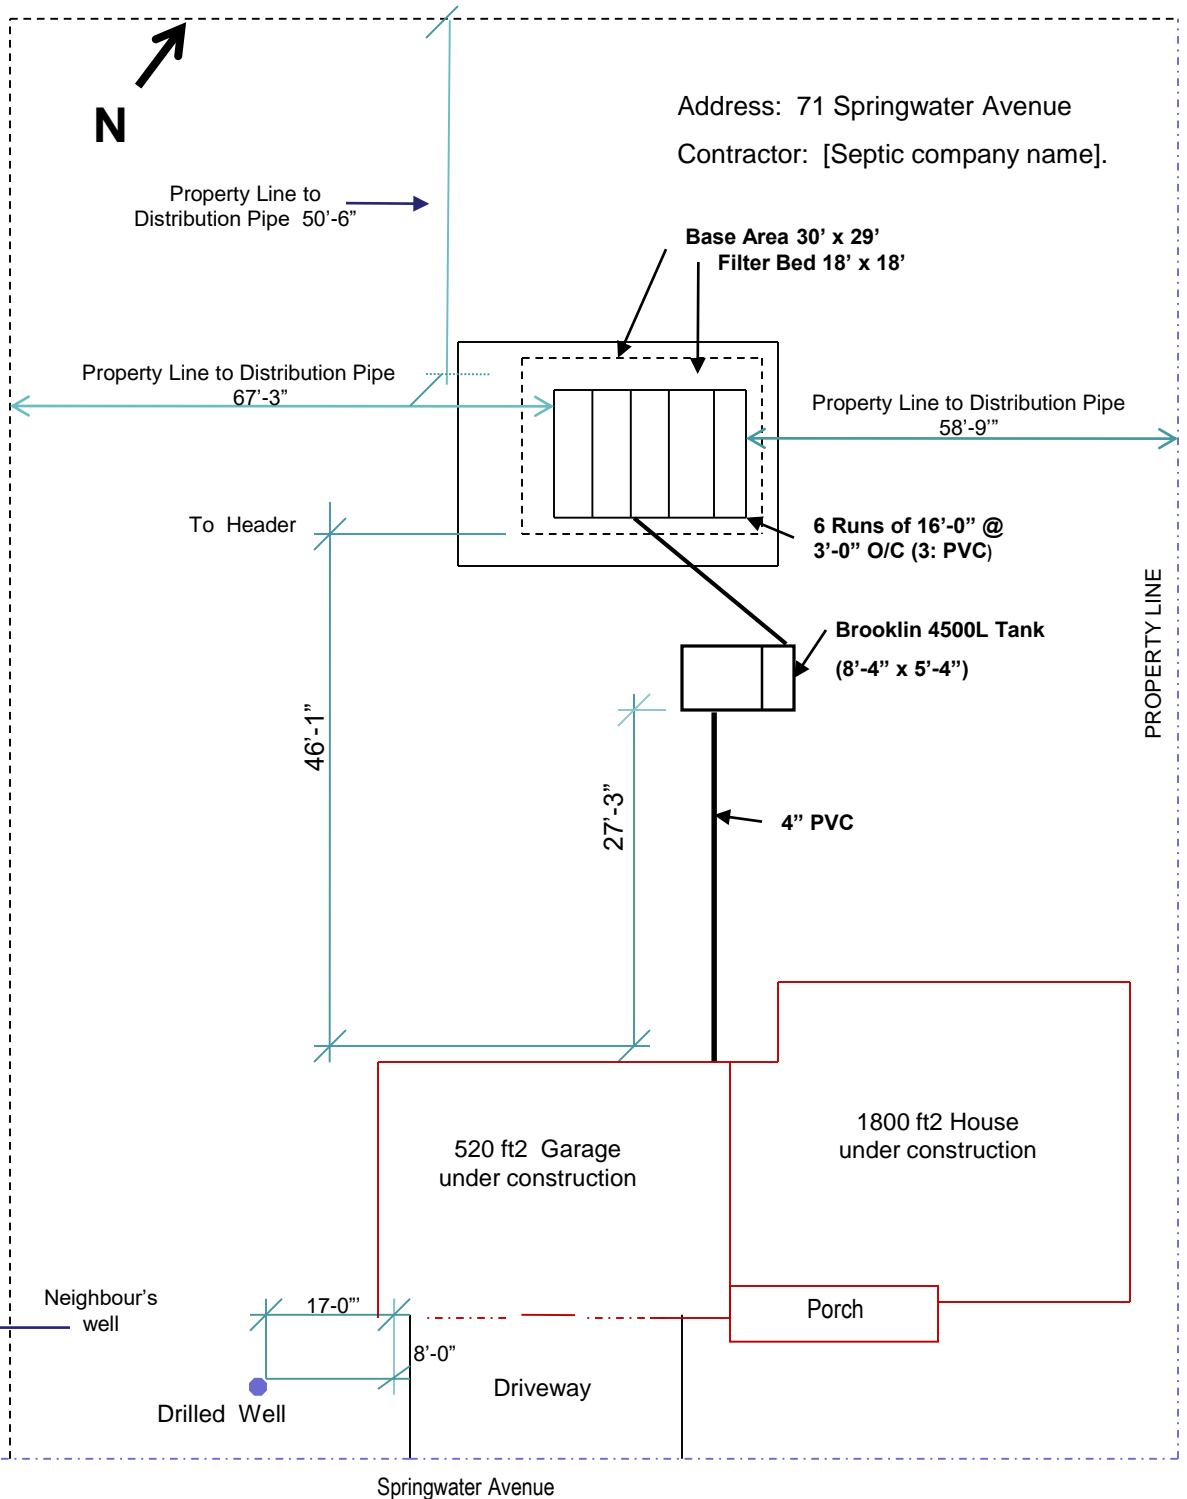 N
Address: 71 Springwater Avenue
Contractor: [Septic company name].
Property Line to
Distribution Pipe 50'-6”
Base Area 30’ x 29’
Filter Bed 18’ x 18’
Property Line to Distribution Pipe
67’-3”
Property Line to Distribution Pipe
58’-9’”
To Header
6 Runs of 16’-0” @
3’-0” O/C (3: PVC)
PROPERTY LINE
Brooklin 4500L Tank
(8’-4” x 5’-4”)
46’-1”
27’-3”
4” PVC
520 ft2 Garage
under construction
1800 ft2 House
under construction
Neighbour’s
well
17-0”’
8’-0”
Porch
Driveway
Drilled Well
Springwater Avenue